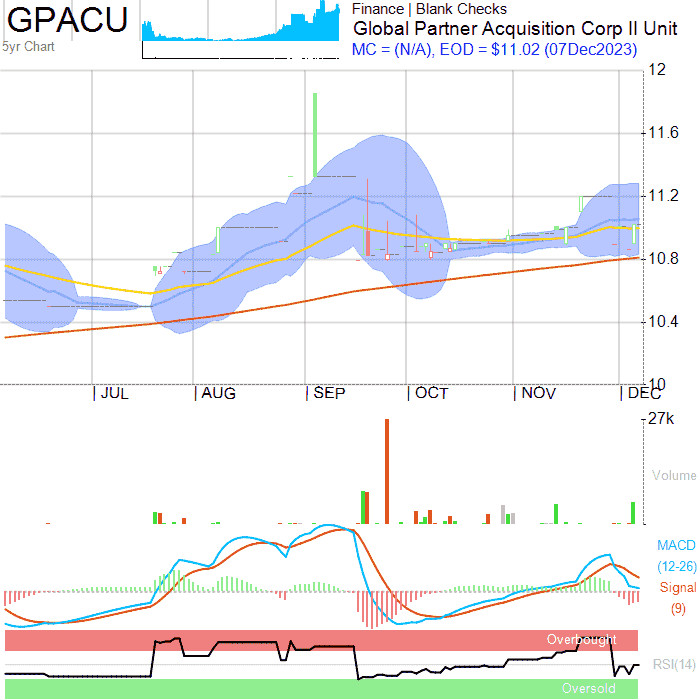 GPACU
5yr Chart
Finance | Blank Checks
Global Partner Acquisition Corp II Unit
MC = (N/A), EOD = $11.02 (07Dec2023)
12
11.6
11.2
10.8
10.4
10
JUL
AUG
SEP
OCT
NOV
DEC
27k
Volume
MACD
(12-26)
Signal
(9)
Overbought
RSI(14)
Oversold